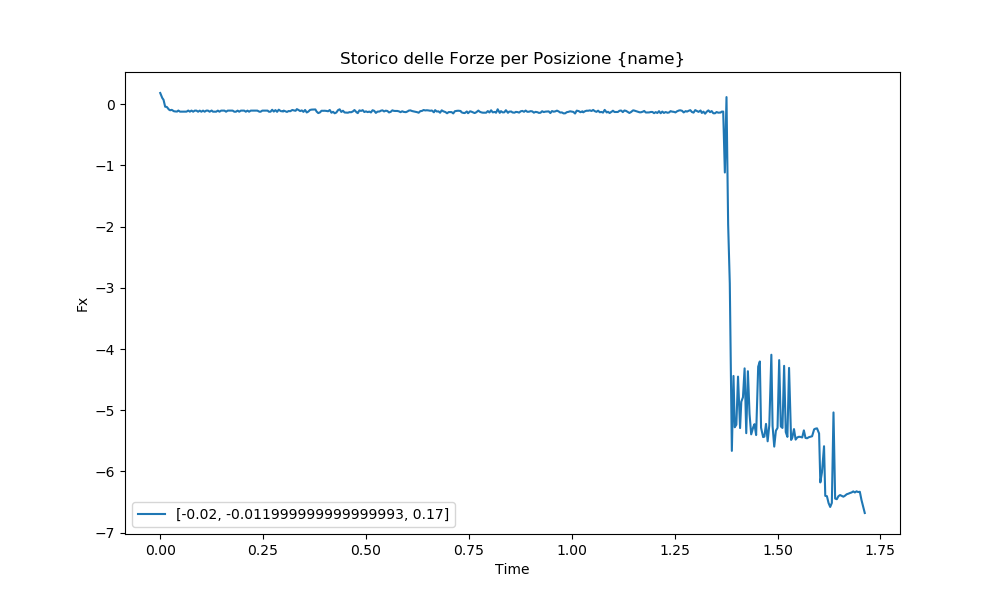 Storico delle Forze per Posizione {name}
Fx
0
−1
−2
−3
−4
−5
−6
−7
[-0.02, -0.011999999999999993, 0.17]
0.00 0.25 0.50 0.75 1.00 1.25 1.50 1.75
Time